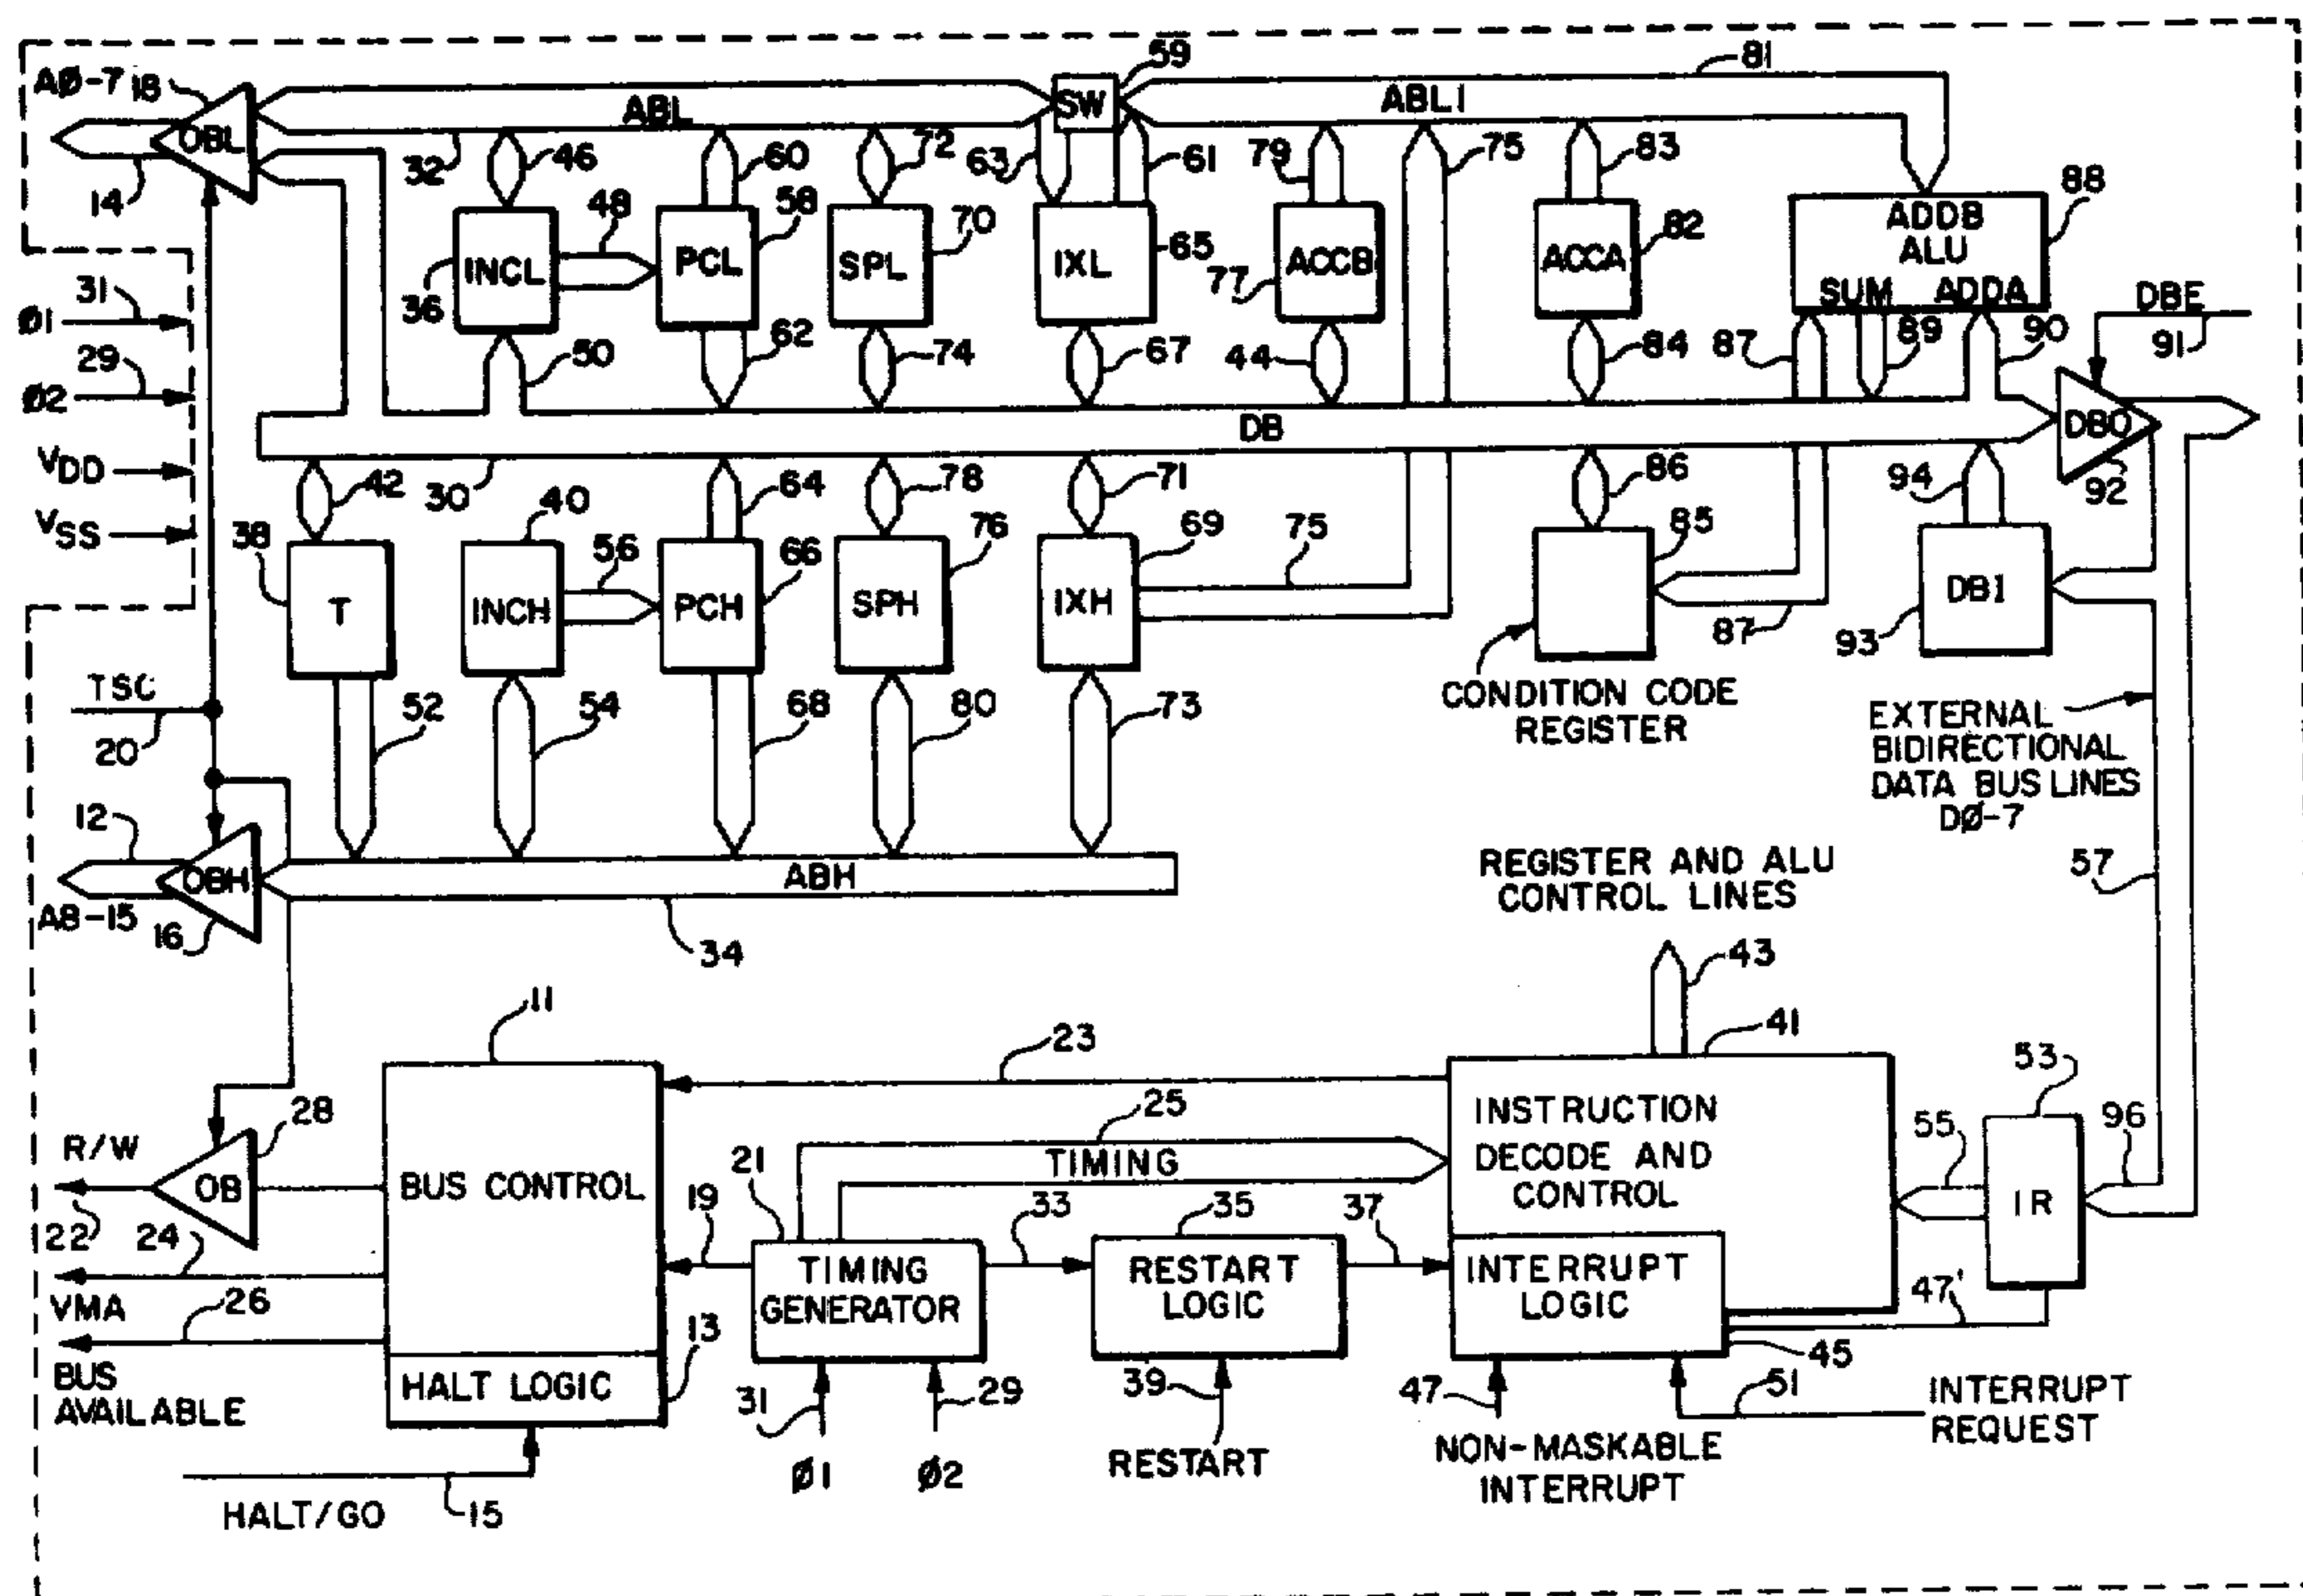 59
81
AØ-7
18
ABL
SW
ABLI
OBL
32
46
60
72
63
61
79
75
83
14
48
58
70
88
ADDB
ALU
INCL
PCL
SPL
IXL
65
ACCB
ACCA
82
36
77
SUM ADDA
DBE
31
Ø1
50
62
74
67
44
84
87
89
90
91
29
Ø2
DB
DBO
VDD
42
30
64
78
71
86
94
92
VSS
38
40
56
66
76
69
75
85
T
INCH
PCH
SPH
IXH
DBI
87
93
TSC
20
52
54
68
80
73
CONDITION CODE
REGISTER
EXTERNAL
BIDIRECTIONAL
DATA BUS LINES
DØ-7
12
OBH
ABH
REGISTER AND ALU
CONTROL LINES
57
A8-15
16
34
43
11
23
41
53
28
25
INSTRUCTION
DECODE AND
CONTROL
55
96
R/W
OB
BUS CONTROL
21
TIMING
19
33
35
37
IR
22
24
TIMING
GENERATOR
RESTART
LOGIC
INTERRUPT
LOGIC
47'
VMA
26
13
45
BUS
AVAILABLE
HALT LOGIC
31
29
39
47
51
INTERRUPT
REQUEST
Ø1
Ø2
RESTART
NON-MASKABLE
INTERRUPT
HALT/GO
15